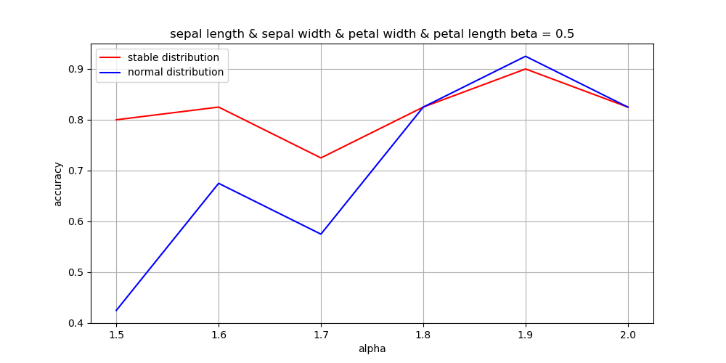 sepal length & sepal width & petal width & petal length beta = 0.5
stable distribution
normal distribution
0.9
0.8
0.7
0.6
0.5
0.4
accuracy
1.5 1.6 1.7 1.8 1.9 2.0
alpha